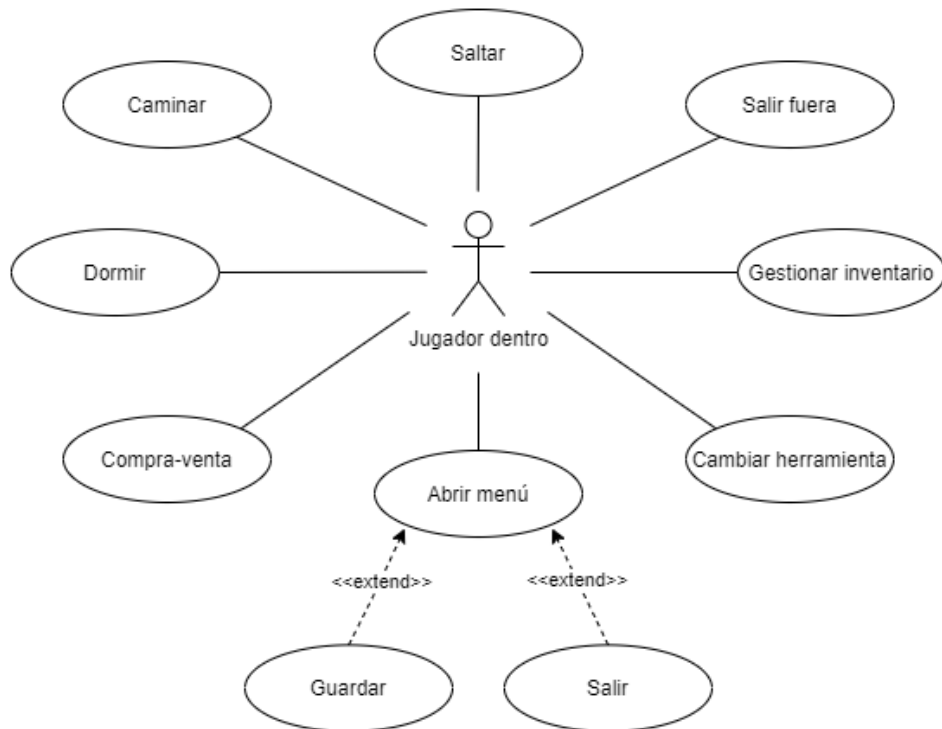 Saltar
Caminar
Salir fuera
Dormir
Gestionar inventario
Jugador dentro
Compra-venta
Cambiar herramienta
Abrir menú
<<extend>>
<<extend>>
Guardar
Salir